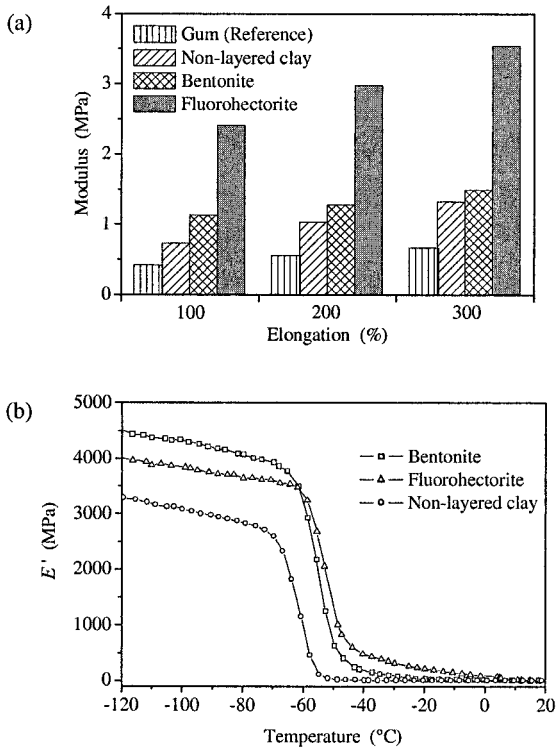 (a)
4
3
2
1
0
Modulus (MPa)
Gum (Reference)
Non-layered clay
Bentonite
Fluorohectorite
100
200
300
Elongation (%)
(b)
5000
4000
3000
2000
1000
0
E' (MPa)
Bentonite
Fluorohectorite
Non-layered clay
-120
-100
-80
-60
-40
-20
0
20
Temperature (°C)